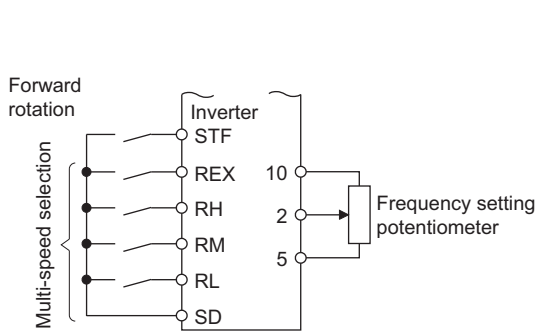 Forward
rotation
Inverter
STF
REX
RH
RM
RL
SD
Multi-speed selection
10
2
5
Frequency setting
potentiometer